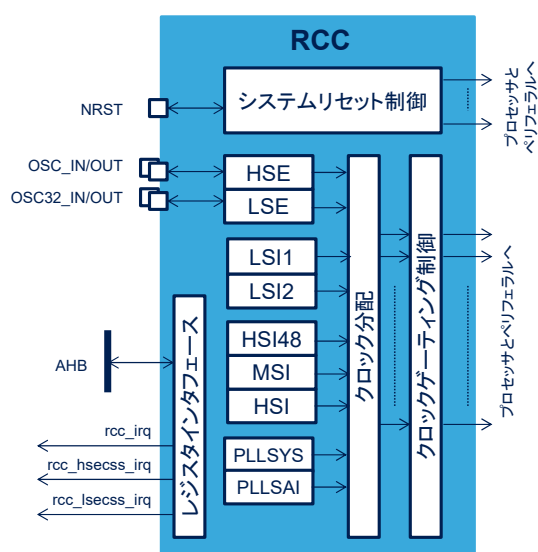 RCC
システムリセット制御
プロセッサと
ペリフェラルへ
NRST
OSC_IN/OUT
OSC32_IN/OUT
HSE
LSE
LSI1
LSI2
HSI48
MSI
HSI
PLLSYS
PLLSAI
クロック分配
クロックゲーティング制御
プロセッサとペリフェラルへ
レジスタインタフェース
AHB
rcc_irq
rcc_hsecss_irq
rcc_lsecss_irq